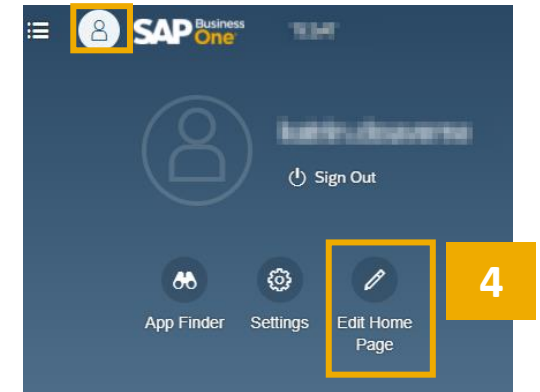 SAP Business One
Sign Out
4
App Finder
Settings
Edit Home
Page